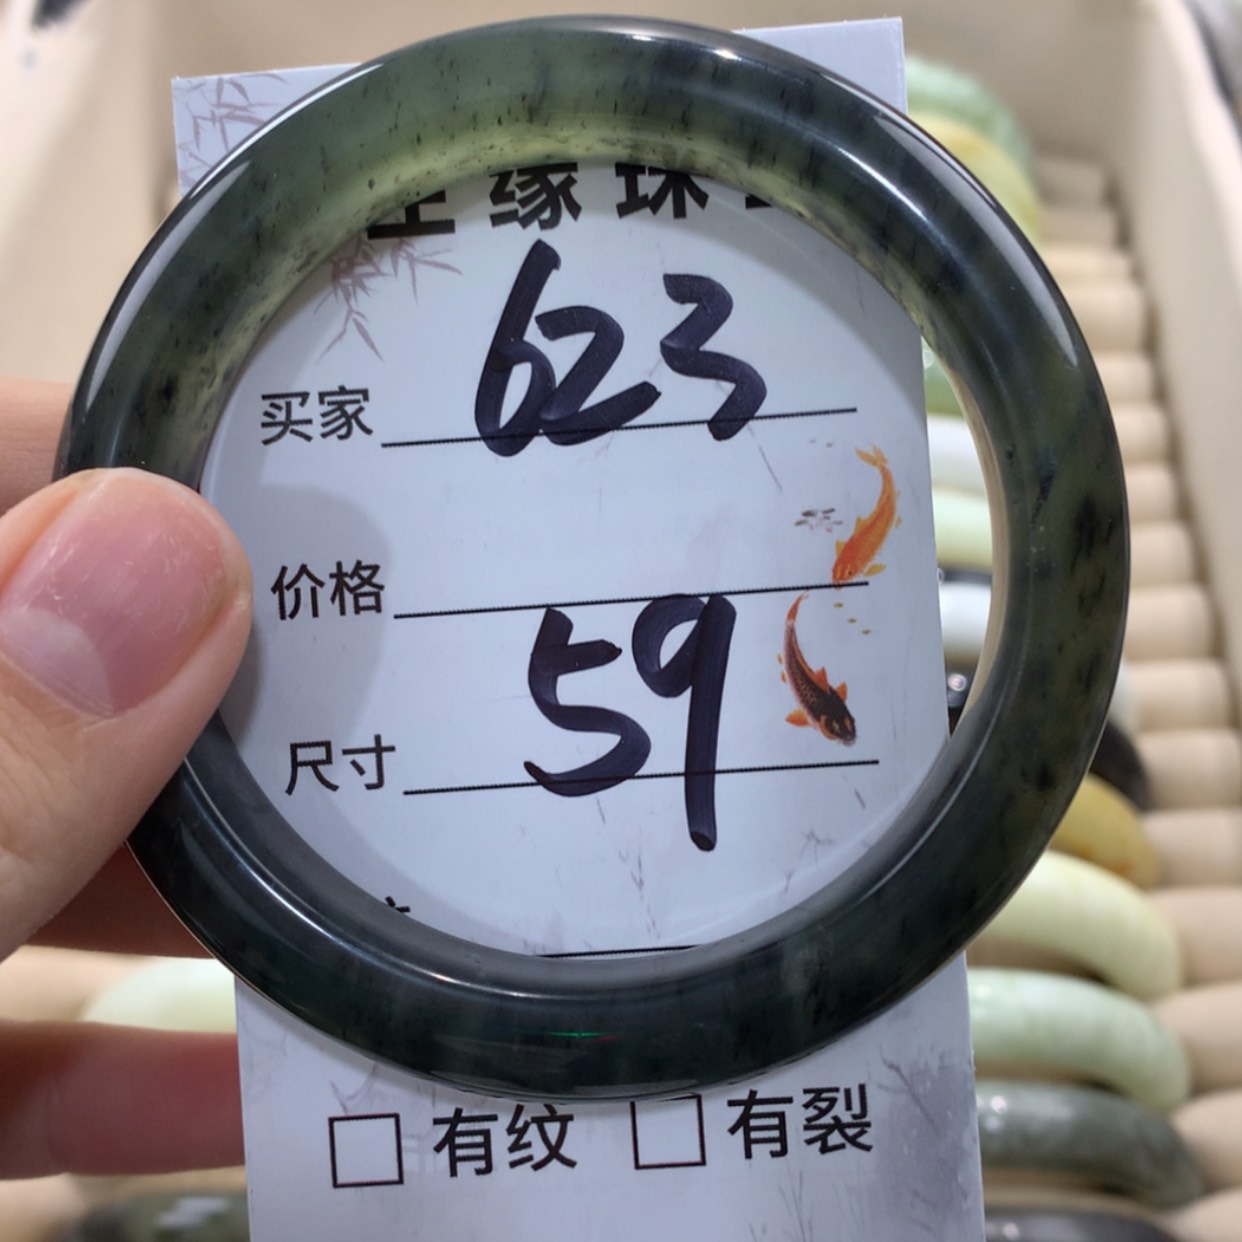 缘珠
623
买家
价格
59
尺寸
□ 有纹 □ 有裂